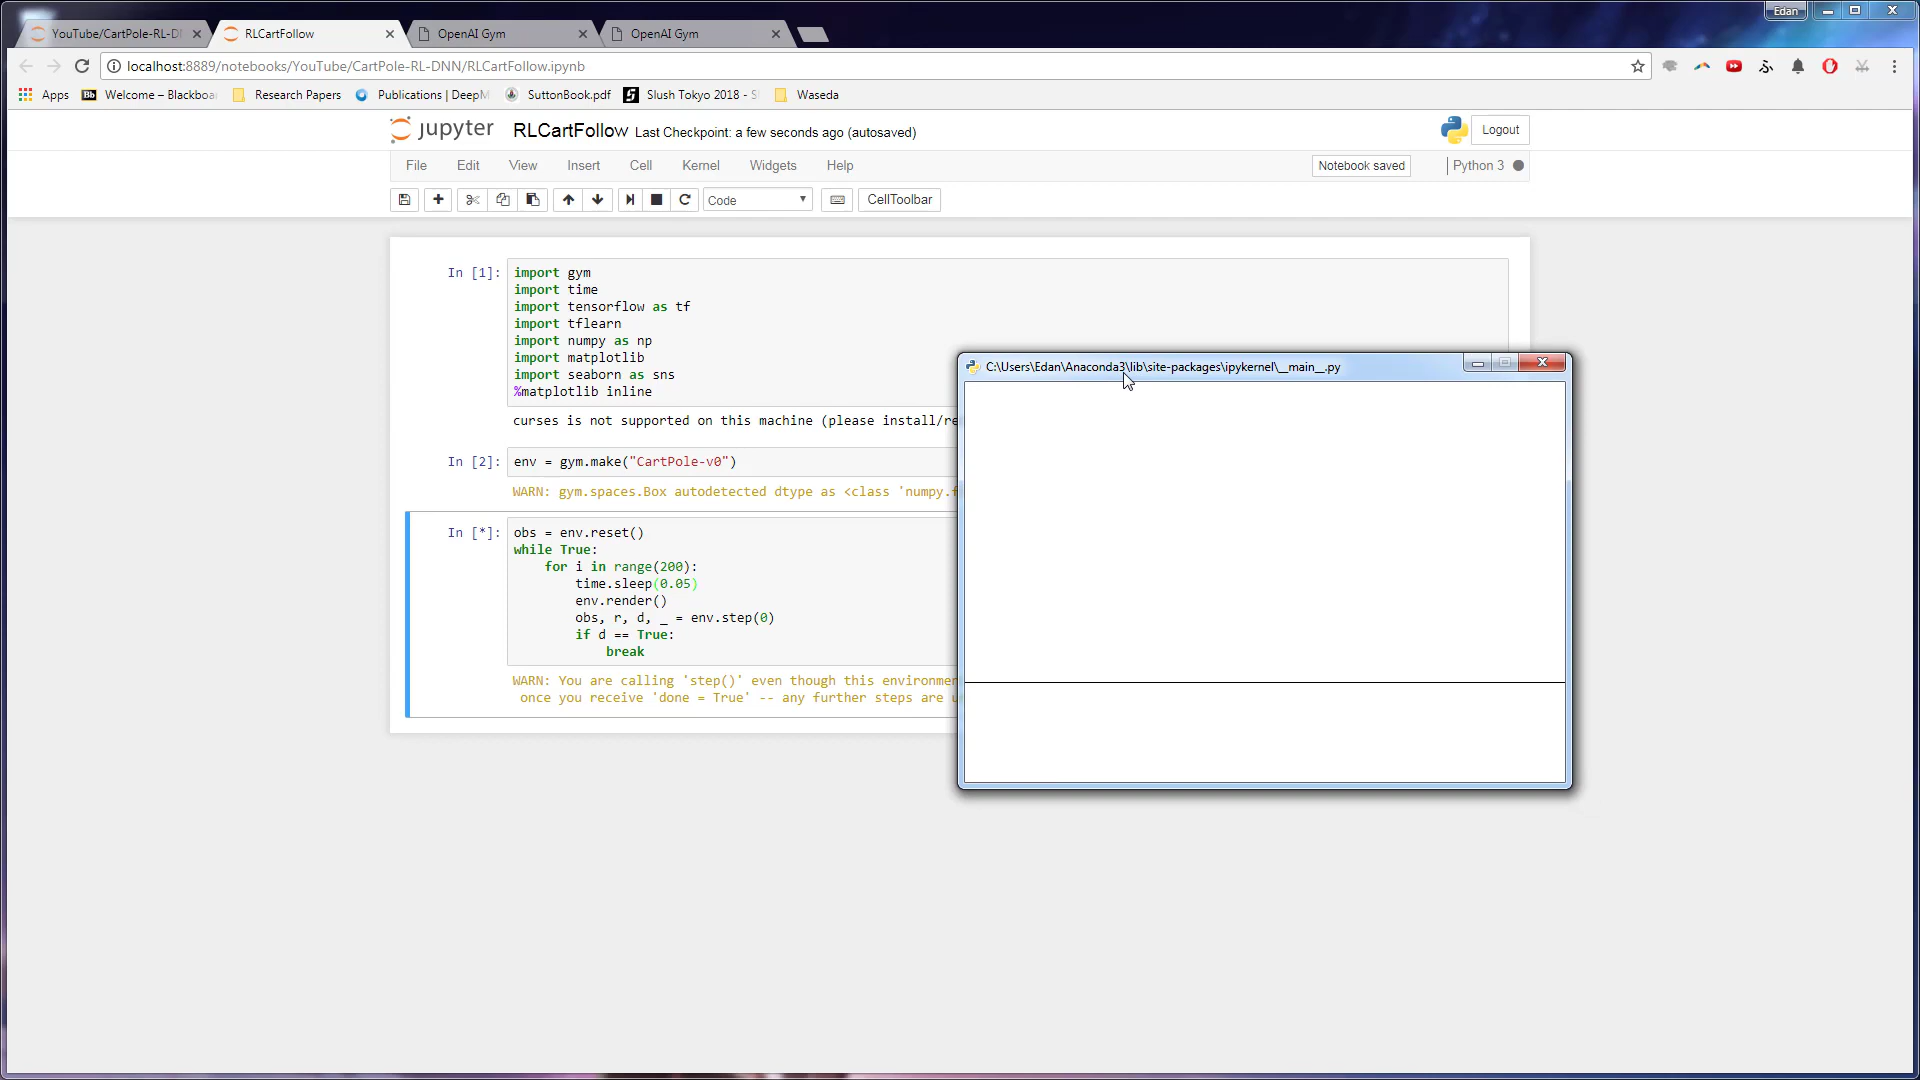 Edan
YouTube/CartPole-RL-D
RLCartFollow
OpenAI Gym
OpenAI Gym
localhost:8889/notebooks/YouTube/CartPole-RL-DNN/RLCartFollow.ipynb
Apps
Bb
Welcome – Blackboa
Research Papers
Publications | DeepM
SuttonBook.pdf
Slush Tokyo 2018 - S
Waseda
jupyter
RLCartFollow Last Checkpoint: a few seconds ago (autosaved)
Logout
File Edit View Insert Cell Kernel Widgets Help
Notebook saved
Python 3
Code
CellToolbar
In [1]:
import gym
import time
import tensorflow as tf
import tflearn
import numpy as np
import matplotlib
import seaborn as sns
%matplotlib inline
curses is not supported on this machine (please install/re
In [2]:
env = gym.make("CartPole-v0")
WARN: gym.spaces.Box autodetected dtype as <class 'numpy.f
In [*]:
obs = env.reset()
while True:
    for i in range(200):
        time.sleep(0.05)
        env.render()
        obs, r, d, _ = env.step(0)
        if d == True:
            break
WARN: You are calling 'step()' even though this environmen
once you receive 'done = True' -- any further steps are u
C:\Users\Edan\Anaconda3\lib\site-packages\ipykernel\__main__.py